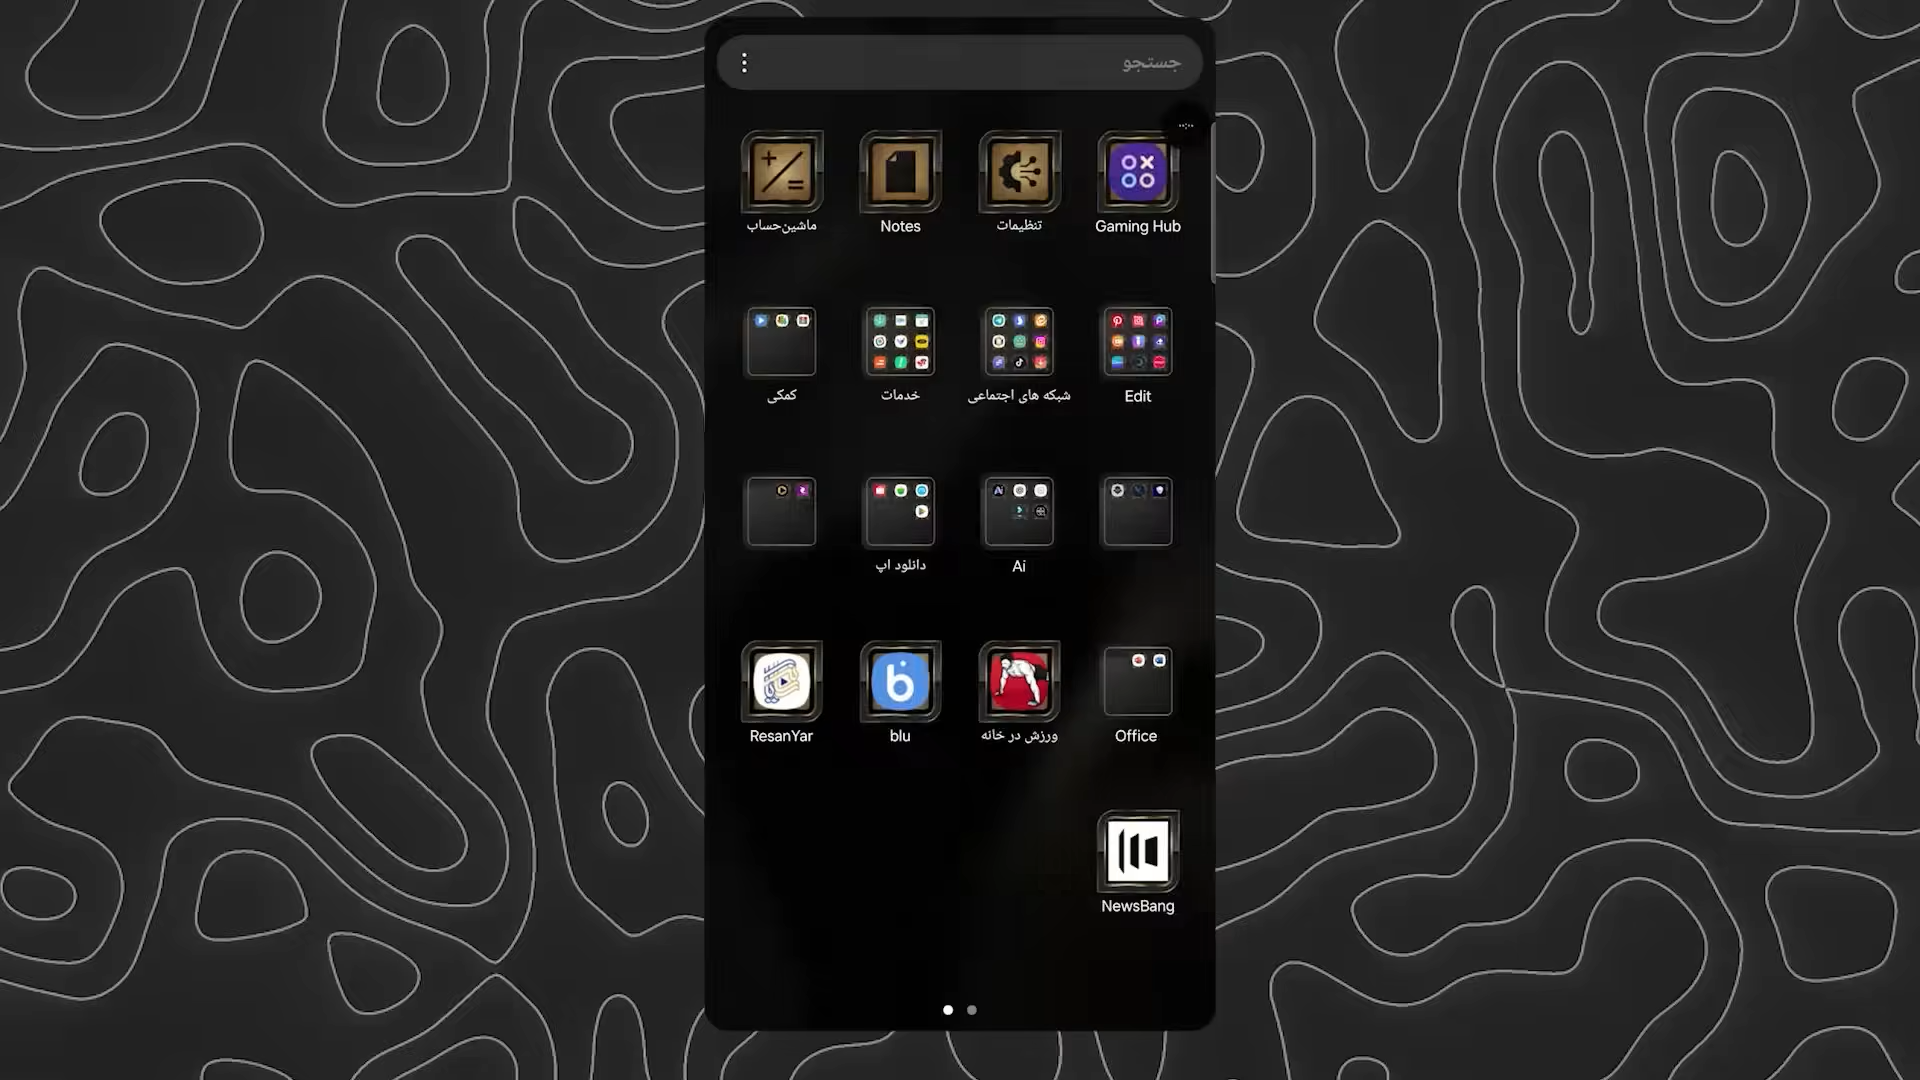 جستجو
ماشین‌حساب
Notes
تنظیمات
Gaming Hub
کمکی
خدمات
شبکه های اجتماعی
Edit
دانلود اپ
Ai
ResanYar
blu
ورزش در خانه
Office
NewsBang